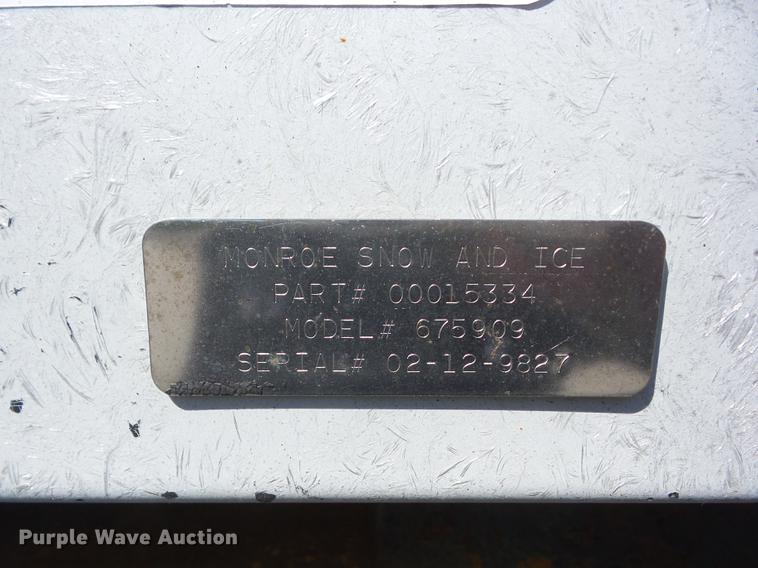 MONROE SNOW AND ICE
PART# 00015334
MODEL# 675909
SERIAL# 02-12-9827
Purple Wave Auction